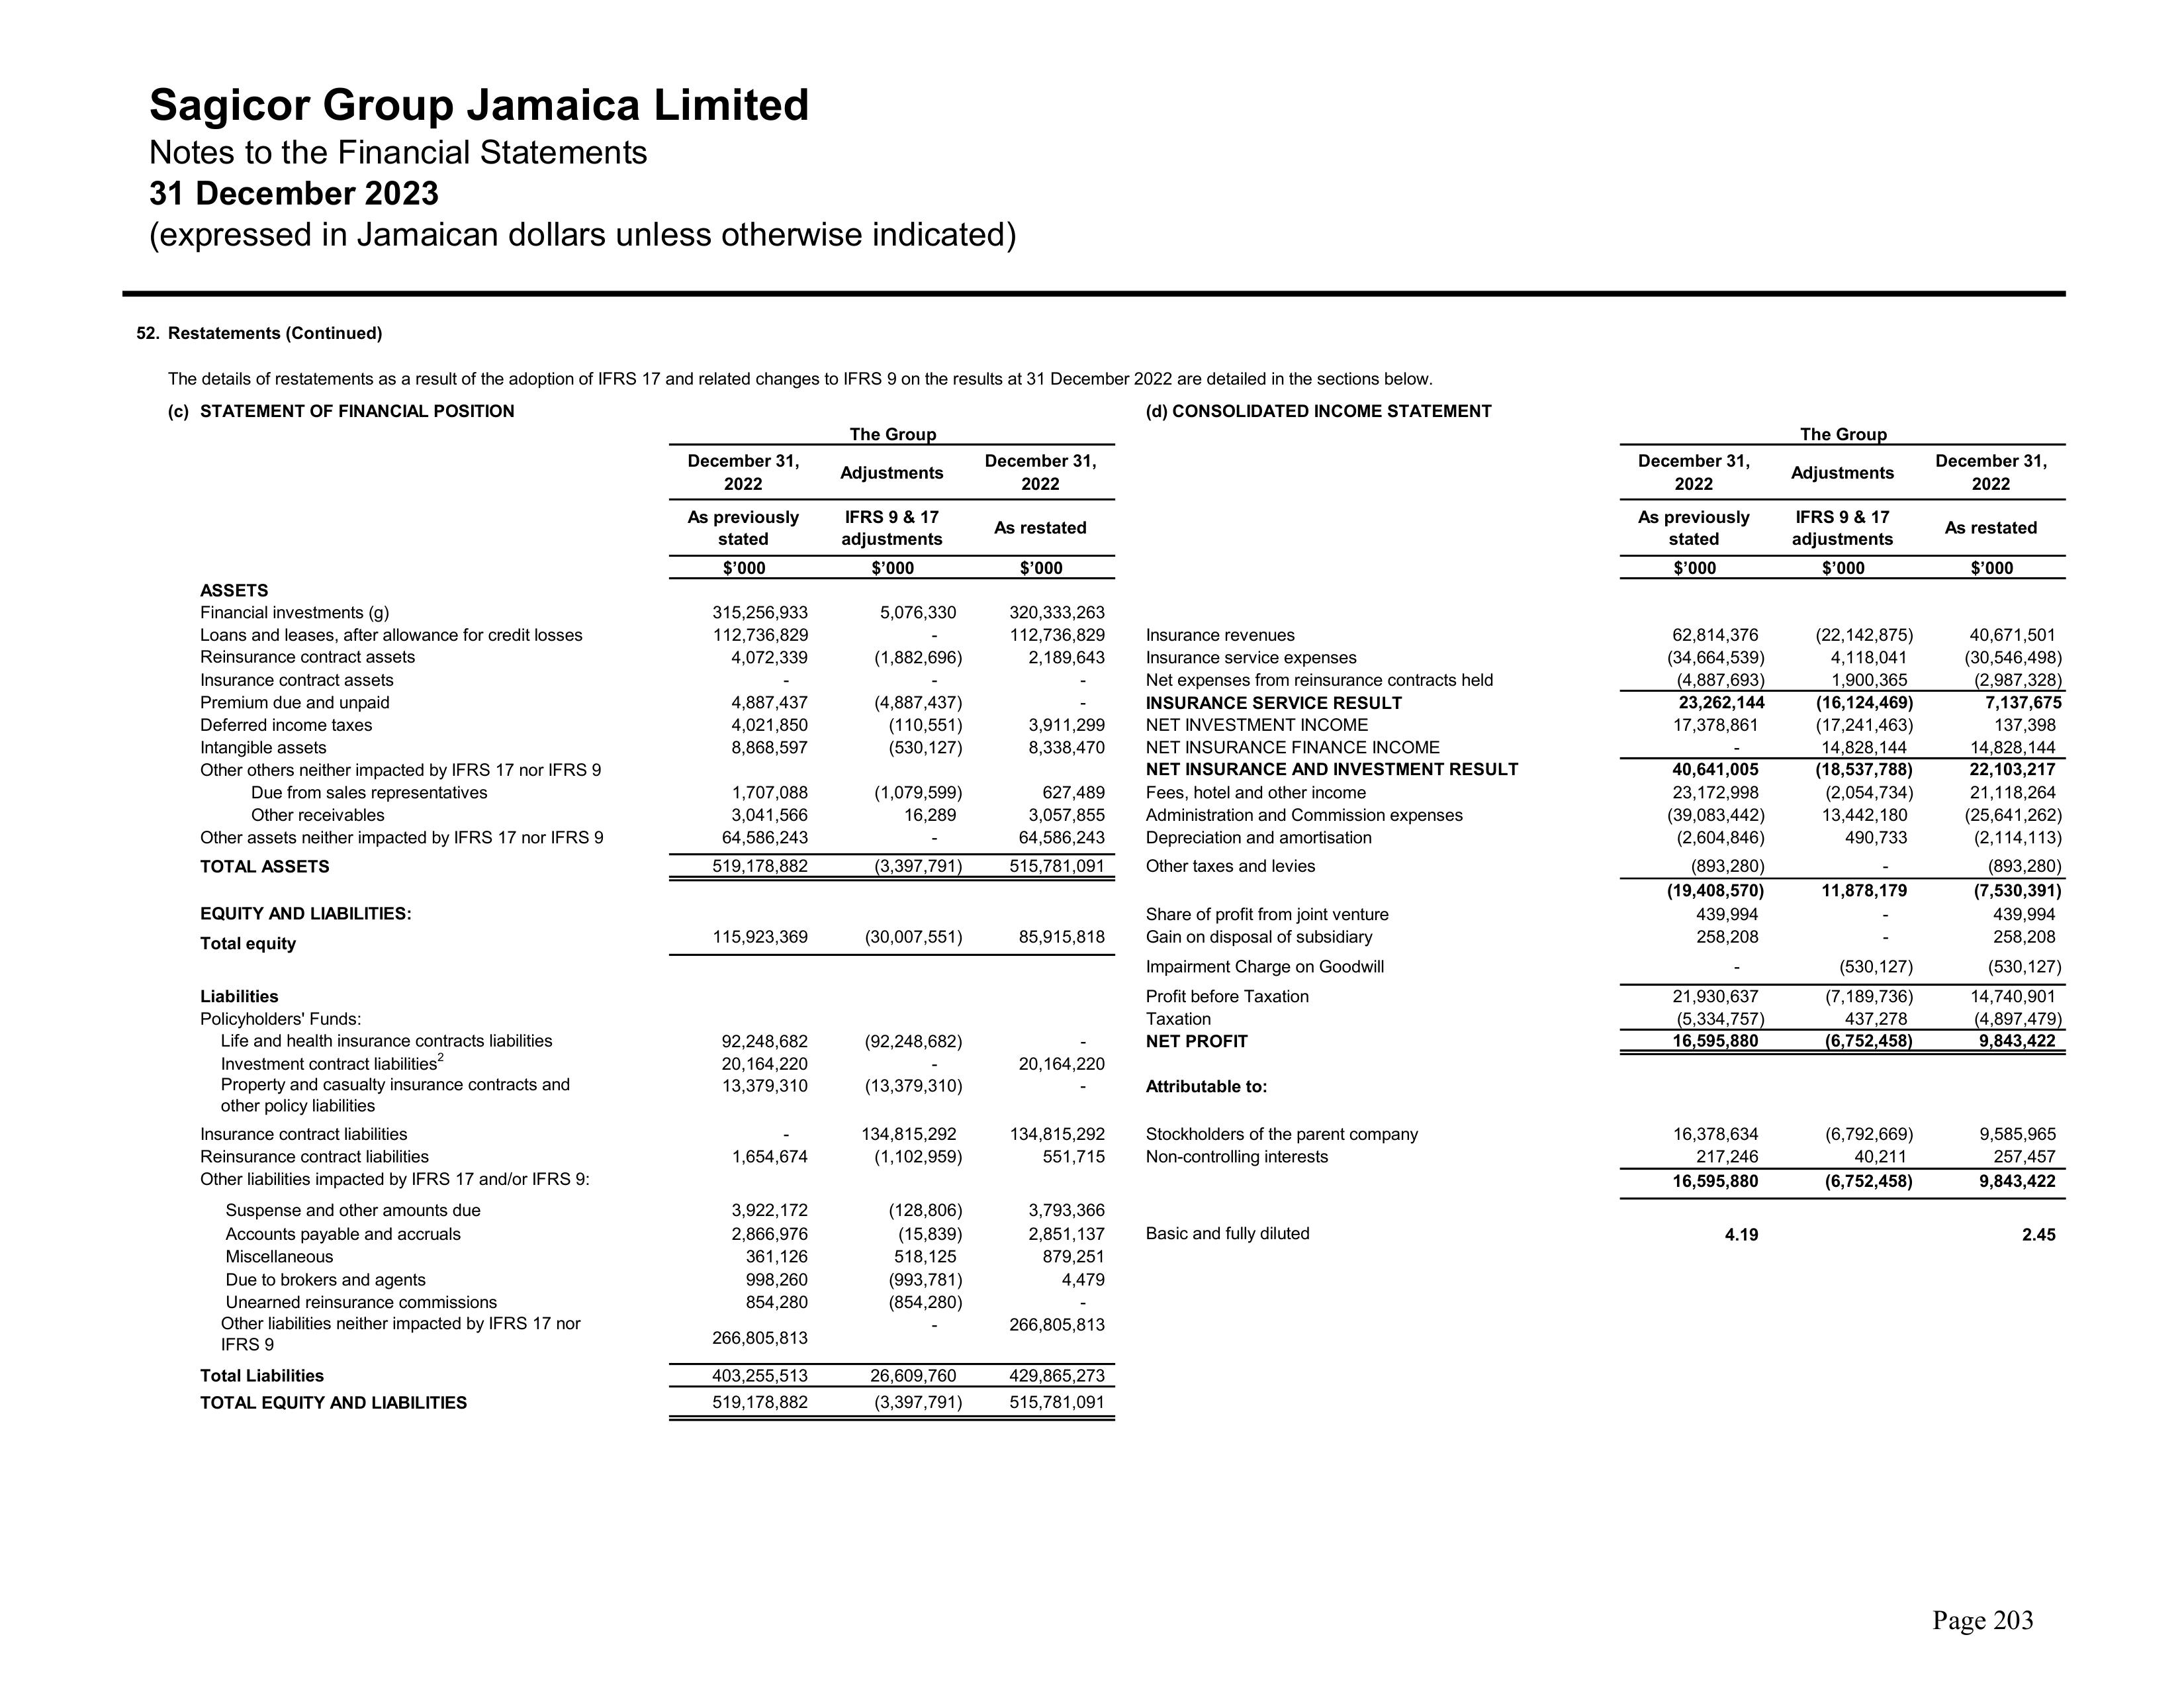 Sagicor Group Jamaica Limited
Notes to the Financial Statements
31 December 2023
(expressed in Jamaican dollars unless otherwise indicated)
52. Restatements (Continued)
The details of restatements as a result of the adoption of IFRS 17 and related changes to IFRS 9 on the results at 31 December 2022 are detailed in the sections below.
(c) STATEMENT OF FINANCIAL POSITION
The Group
December 31, 2022 Adjustments December 31, 2022
As previously stated IFRS 9 & 17 adjustments As restated
$’000 $’000 $’000
ASSETS
Financial investments (g) 315,256,933 5,076,330 320,333,263
Loans and leases, after allowance for credit losses 112,736,829 - 112,736,829
Reinsurance contract assets 4,072,339 (1,882,696) 2,189,643
Insurance contract assets - - -
Premium due and unpaid 4,887,437 (4,887,437) -
Deferred income taxes 4,021,850 (110,551) 3,911,299
Intangible assets 8,868,597 (530,127) 8,338,470
Other others neither impacted by IFRS 17 nor IFRS 9
Due from sales representatives 1,707,088 (1,079,599) 627,489
Other receivables 3,041,566 16,289 3,057,855
Other assets neither impacted by IFRS 17 nor IFRS 9 64,586,243 - 64,586,243
TOTAL ASSETS 519,178,882 (3,397,791) 515,781,091
EQUITY AND LIABILITIES:
Total equity 115,923,369 (30,007,551) 85,915,818
Liabilities
Policyholders' Funds:
Life and health insurance contracts liabilities 92,248,682 (92,248,682) -
Investment contract liabilities2 20,164,220 - 20,164,220
Property and casualty insurance contracts and 13,379,310 (13,379,310) -
other policy liabilities
Insurance contract liabilities - 134,815,292 134,815,292
Reinsurance contract liabilities 1,654,674 (1,102,959) 551,715
Other liabilities impacted by IFRS 17 and/or IFRS 9:
Suspense and other amounts due 3,922,172 (128,806) 3,793,366
Accounts payable and accruals 2,866,976 (15,839) 2,851,137
Miscellaneous 361,126 518,125 879,251
Due to brokers and agents 998,260 (993,781) 4,479
Unearned reinsurance commissions 854,280 (854,280) -
Other liabilities neither impacted by IFRS 17 nor
IFRS 9 266,805,813 - 266,805,813
Total Liabilities 403,255,513 26,609,760 429,865,273
TOTAL EQUITY AND LIABILITIES 519,178,882 (3,397,791) 515,781,091
(d) CONSOLIDATED INCOME STATEMENT
The Group
December 31, 2022 Adjustments December 31, 2022
As previously stated IFRS 9 & 17 adjustments As restated
$’000 $’000 $’000
Insurance revenues 62,814,376 (22,142,875) 40,671,501
Insurance service expenses (34,664,539) 4,118,041 (30,546,498)
Net expenses from reinsurance contracts held (4,887,693) 1,900,365 (2,987,328)
INSURANCE SERVICE RESULT 23,262,144 (16,124,469) 7,137,675
NET INVESTMENT INCOME 17,378,861 (17,241,463) 137,398
NET INSURANCE FINANCE INCOME - 14,828,144 14,828,144
NET INSURANCE AND INVESTMENT RESULT 40,641,005 (18,537,788) 22,103,217
Fees, hotel and other income 23,172,998 (2,054,734) 21,118,264
Administration and Commission expenses (39,083,442) 13,442,180 (25,641,262)
Depreciation and amortisation (2,604,846) 490,733 (2,114,113)
Other taxes and levies (893,280) - (893,280)
(19,408,570) 11,878,179 (7,530,391)
Share of profit from joint venture 439,994 - 439,994
Gain on disposal of subsidiary 258,208 - 258,208
Impairment Charge on Goodwill - (530,127) (530,127)
Profit before Taxation 21,930,637 (7,189,736) 14,740,901
Taxation (5,334,757) 437,278 (4,897,479)
NET PROFIT 16,595,880 (6,752,458) 9,843,422
Attributable to:
Stockholders of the parent company 16,378,634 (6,792,669) 9,585,965
Non-controlling interests 217,246 40,211 257,457
16,595,880 (6,752,458) 9,843,422
Basic and fully diluted 4.19 2.45
Page 203